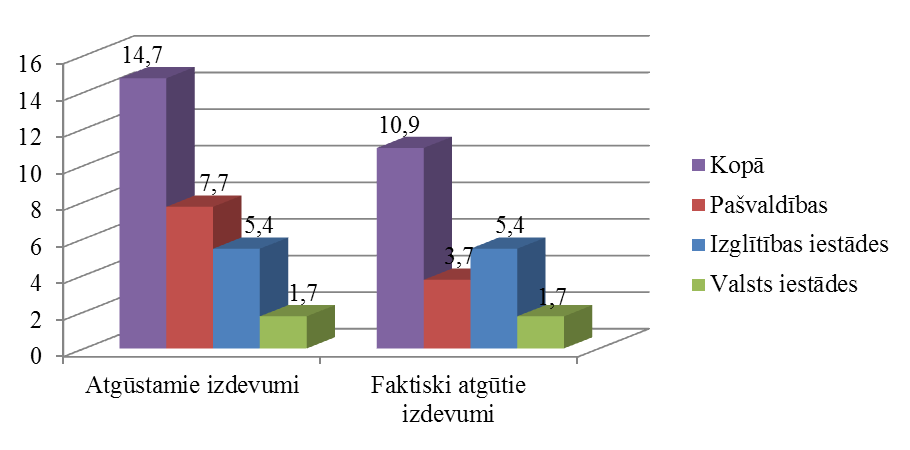 14,7
7,7
5,4
1,7
10,9
3,7
5,4
1,7
16
14
12
10
8
6
4
2
0
Atgūstamie izdevumi
Faktiski atgūtie
izdevumi
Kopā
Pašvaldības
Izglītības iestādes
Valsts iestādes